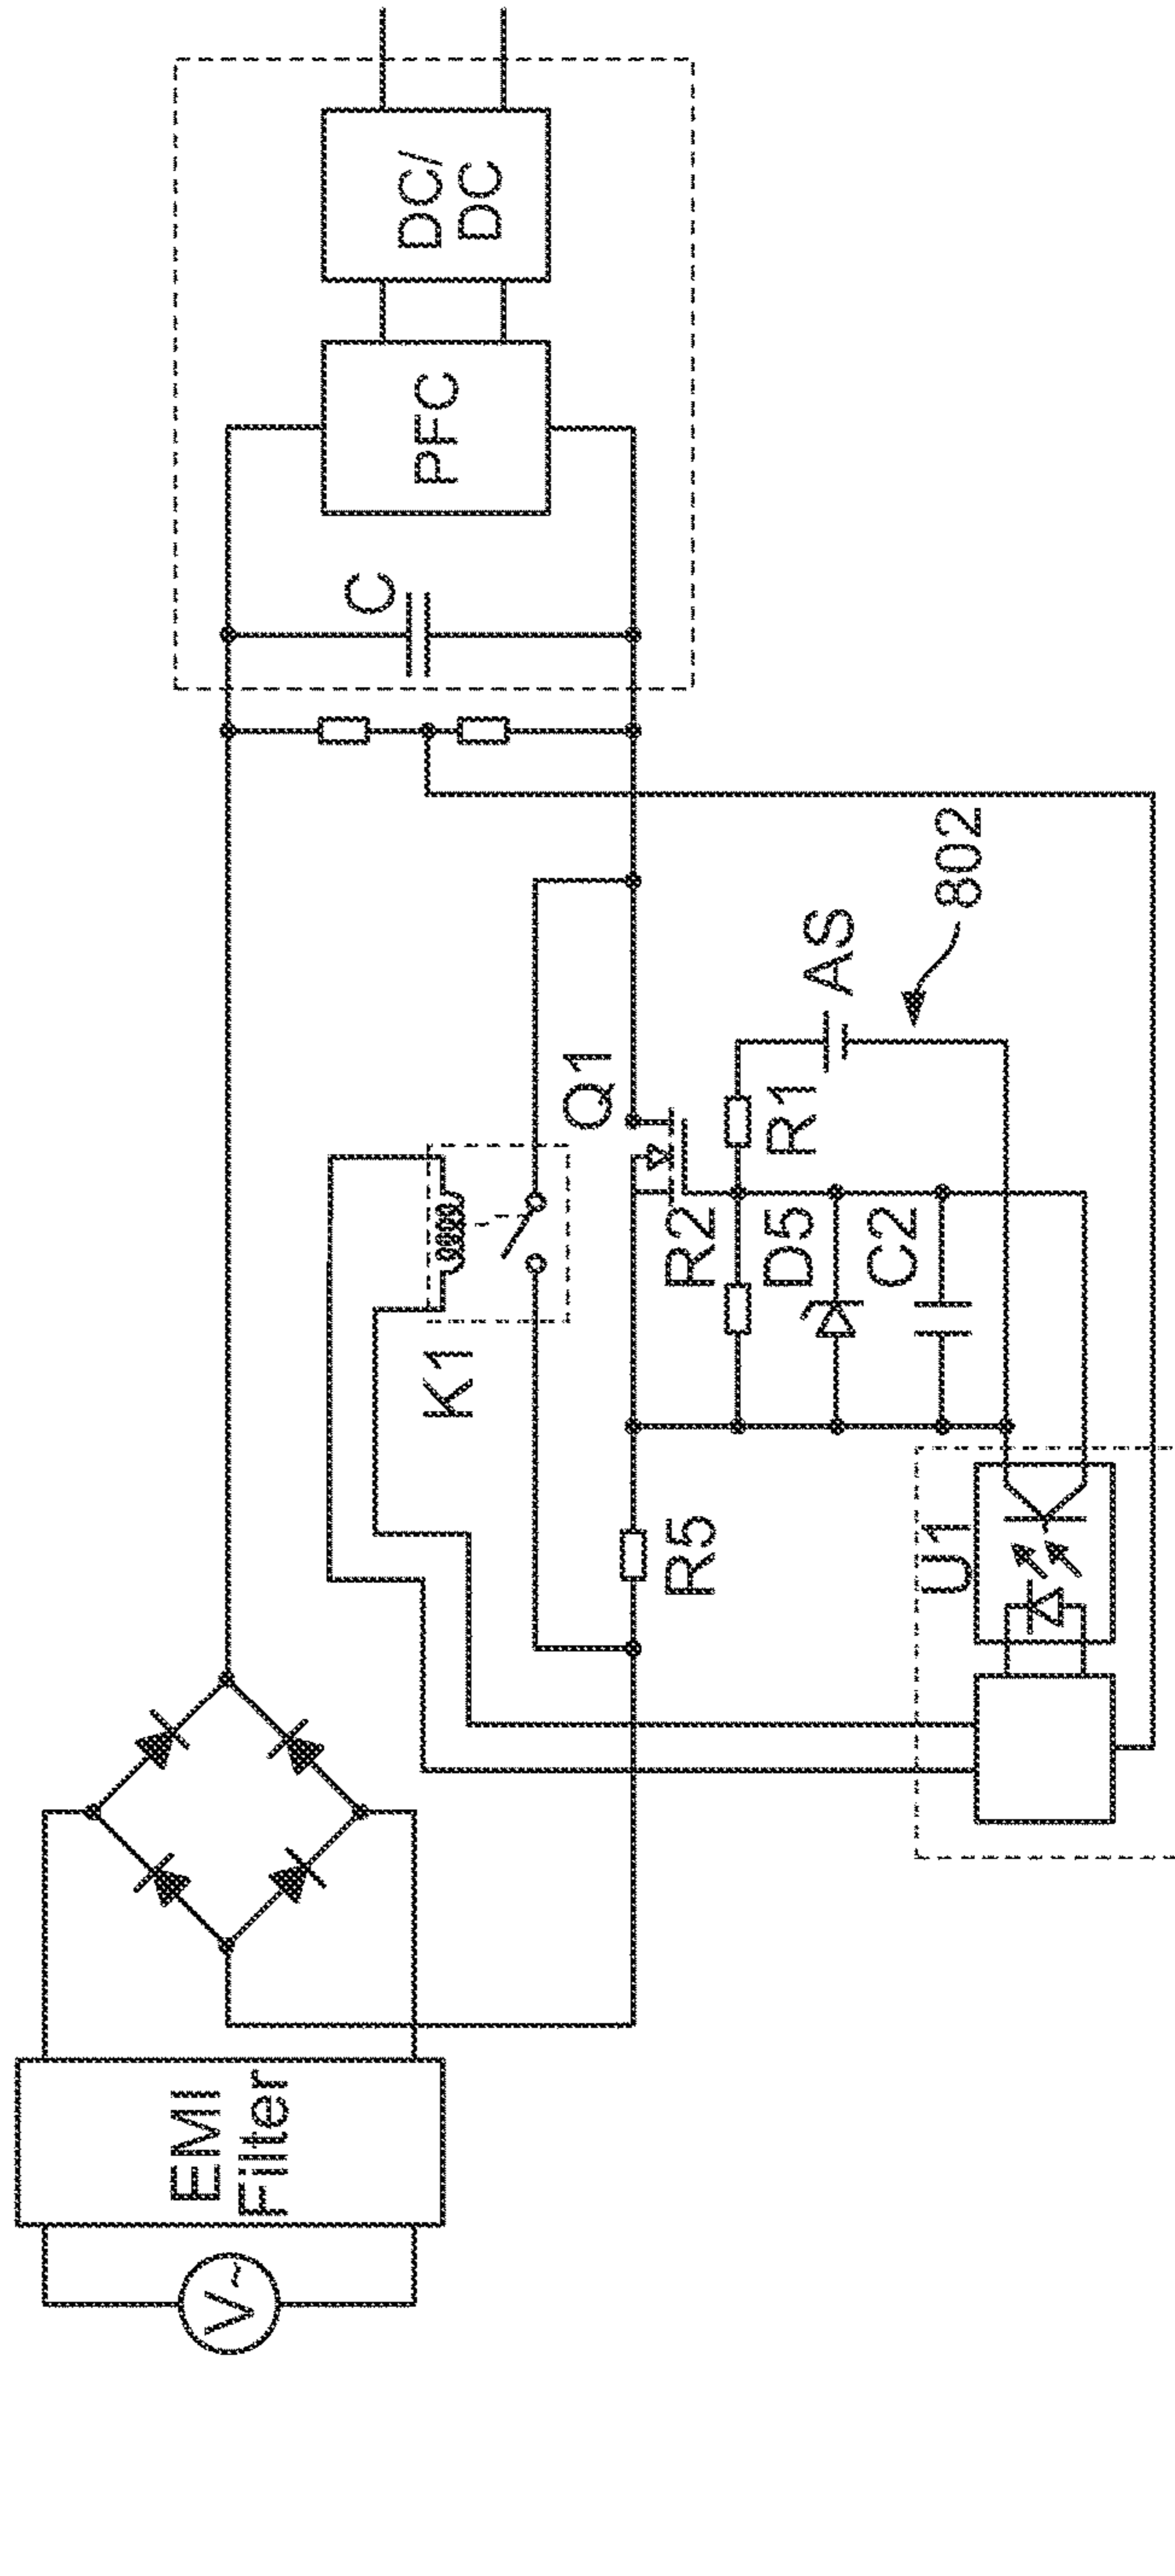 V~
EMI
Filter
K1
Q1
R5
R2
R1
D5
C2
AS
802
U1
C
PFC
DC/
DC